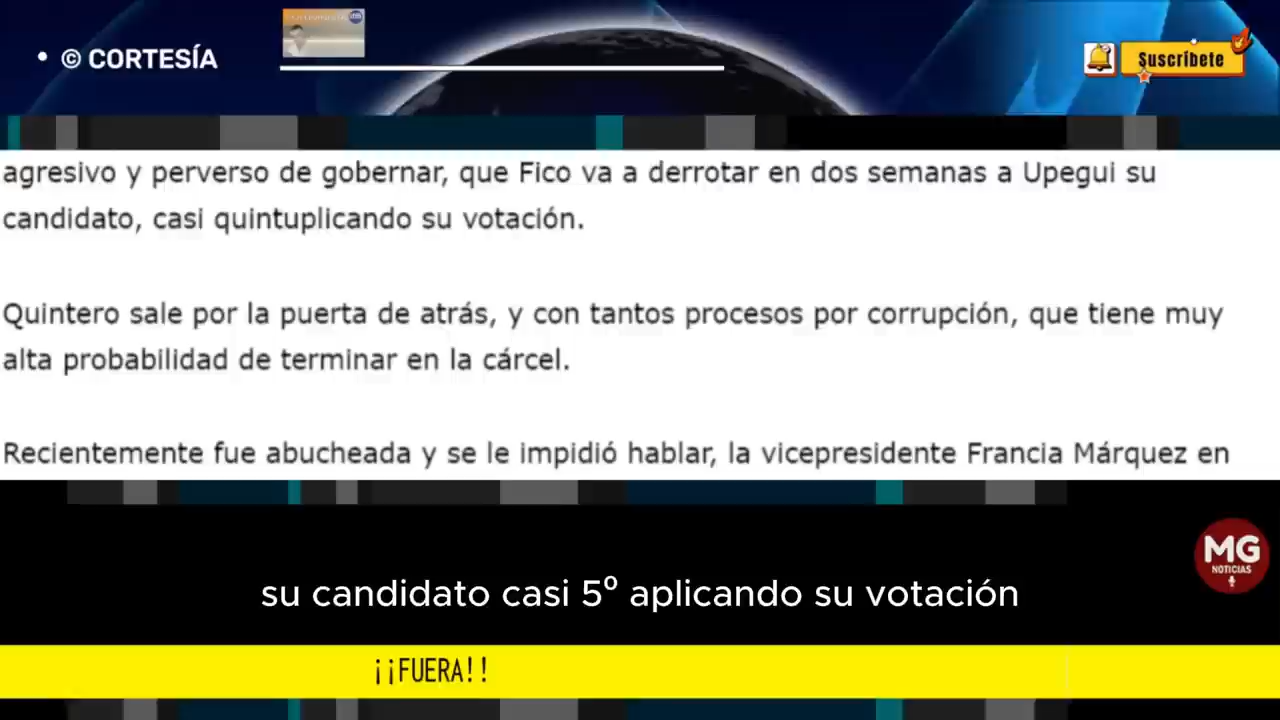 • © CORTESÍA
Suscríbete
agresivo y perverso de gobernar, que Fico va a derrotar en dos semanas a Upegui su
candidato, casi quintuplicando su votación.
Quintero sale por la puerta de atrás, y con tantos procesos por corrupción, que tiene muy
alta probabilidad de terminar en la cárcel.
Recientemente fue abucheada y se le impidió hablar, la vicepresidente Francia Márquez en
MG
NOTICIAS
su candidato casi 5º aplicando su votación
¡¡FUERA!!